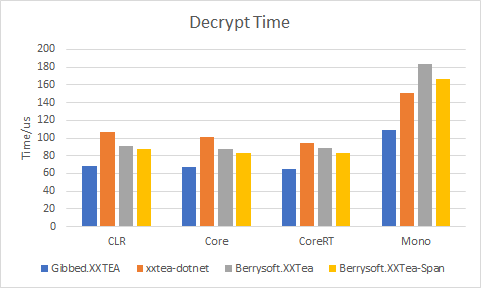 Decrypt Time
Time/us
200
180
160
140
120
100
80
60
40
20
0
CLR Core CoreRT Mono
Gibbed.XXTEA xxtea-dotnet Berrysoft.XXTea Berrysoft.XXTea-Span